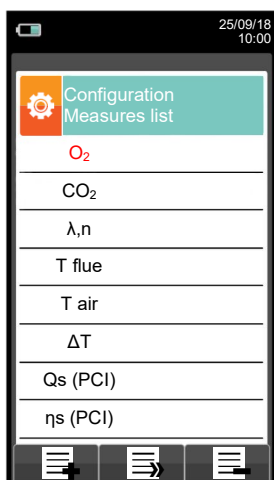 25/09/18
10:00
Configuration
Measures list
O₂
CO₂
λ,n
T flue
T air
ΔT
Qs (PCI)
ηs (PCI)